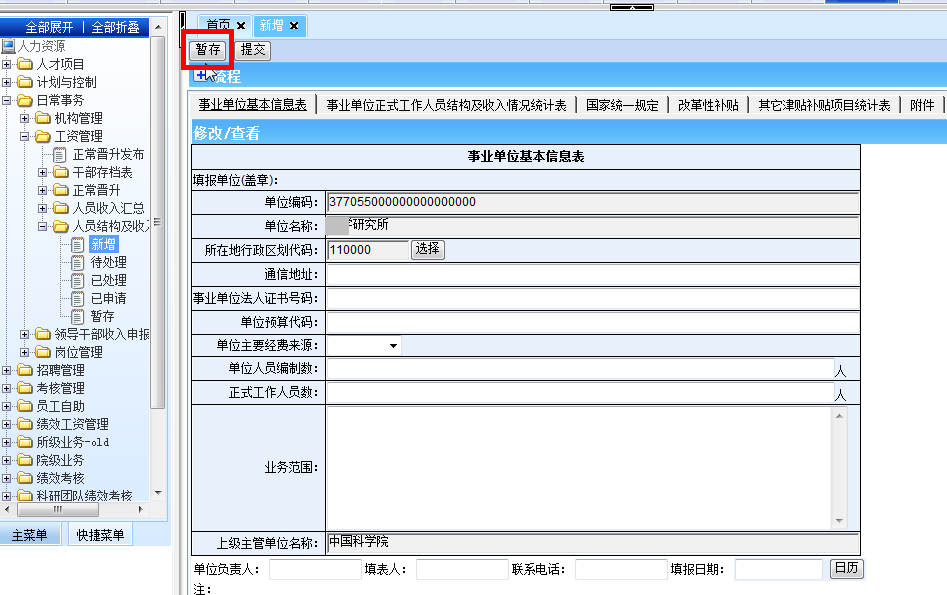 全部展开 | 全部折叠
人力资源
人才项目
计划与控制
日常事务
机构管理
工资管理
正常晋升发布
干部存档表
正常晋升
人员收入汇总
人员结构及收入
新增
待处理
已处理
已申请
暂存
领导干部收入申报
岗位管理
招聘管理
考核管理
员工自助
绩效工资管理
所级业务-old
院级业务
绩效考核
科研团队绩效考核
主菜单 快捷菜单
首页 × 新增 ×
暂存 提交
流程
事业单位基本信息表 | 事业单位正式工作人员结构及收入情况统计表 | 国家统一规定 | 改革性补贴 | 其它津贴补贴项目统计表 | 附件 |
修改/查看
事业单位基本信息表
填报单位(盖章):
单位编码: 377055000000000000000
单位名称: 学研究所
所在地行政区划代码: 110000 选择
通信地址:
事业单位法人证书号码:
单位预算代码:
单位主要经费来源:
单位人员编制数: 人
正式工作人员数: 人
业务范围:
上级主管单位名称: 中国科学院
单位负责人: 填表人: 联系电话: 填报日期: 日历
注: